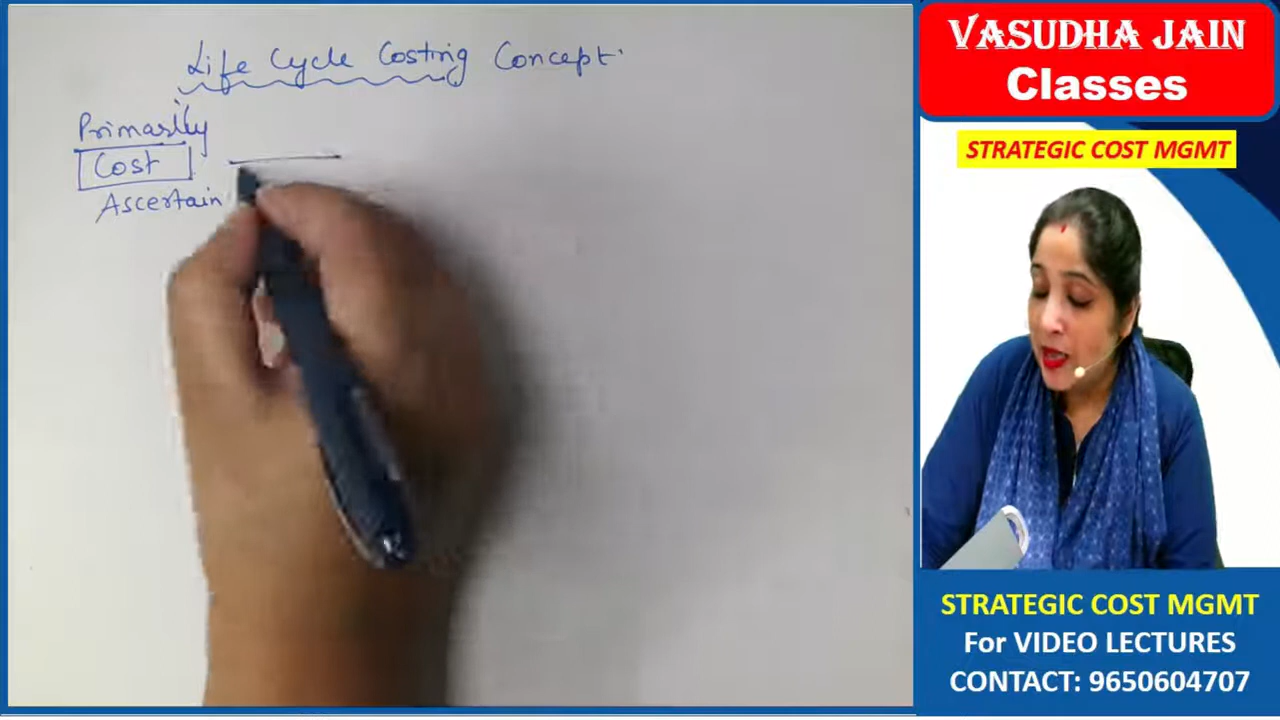 Life Cycle Costing Concept
Primarily
Cost
Ascertain
VASUDHA JAIN
Classes
STRATEGIC COST MGMT
STRATEGIC COST MGMT
For VIDEO LECTURES
CONTACT: 9650604707